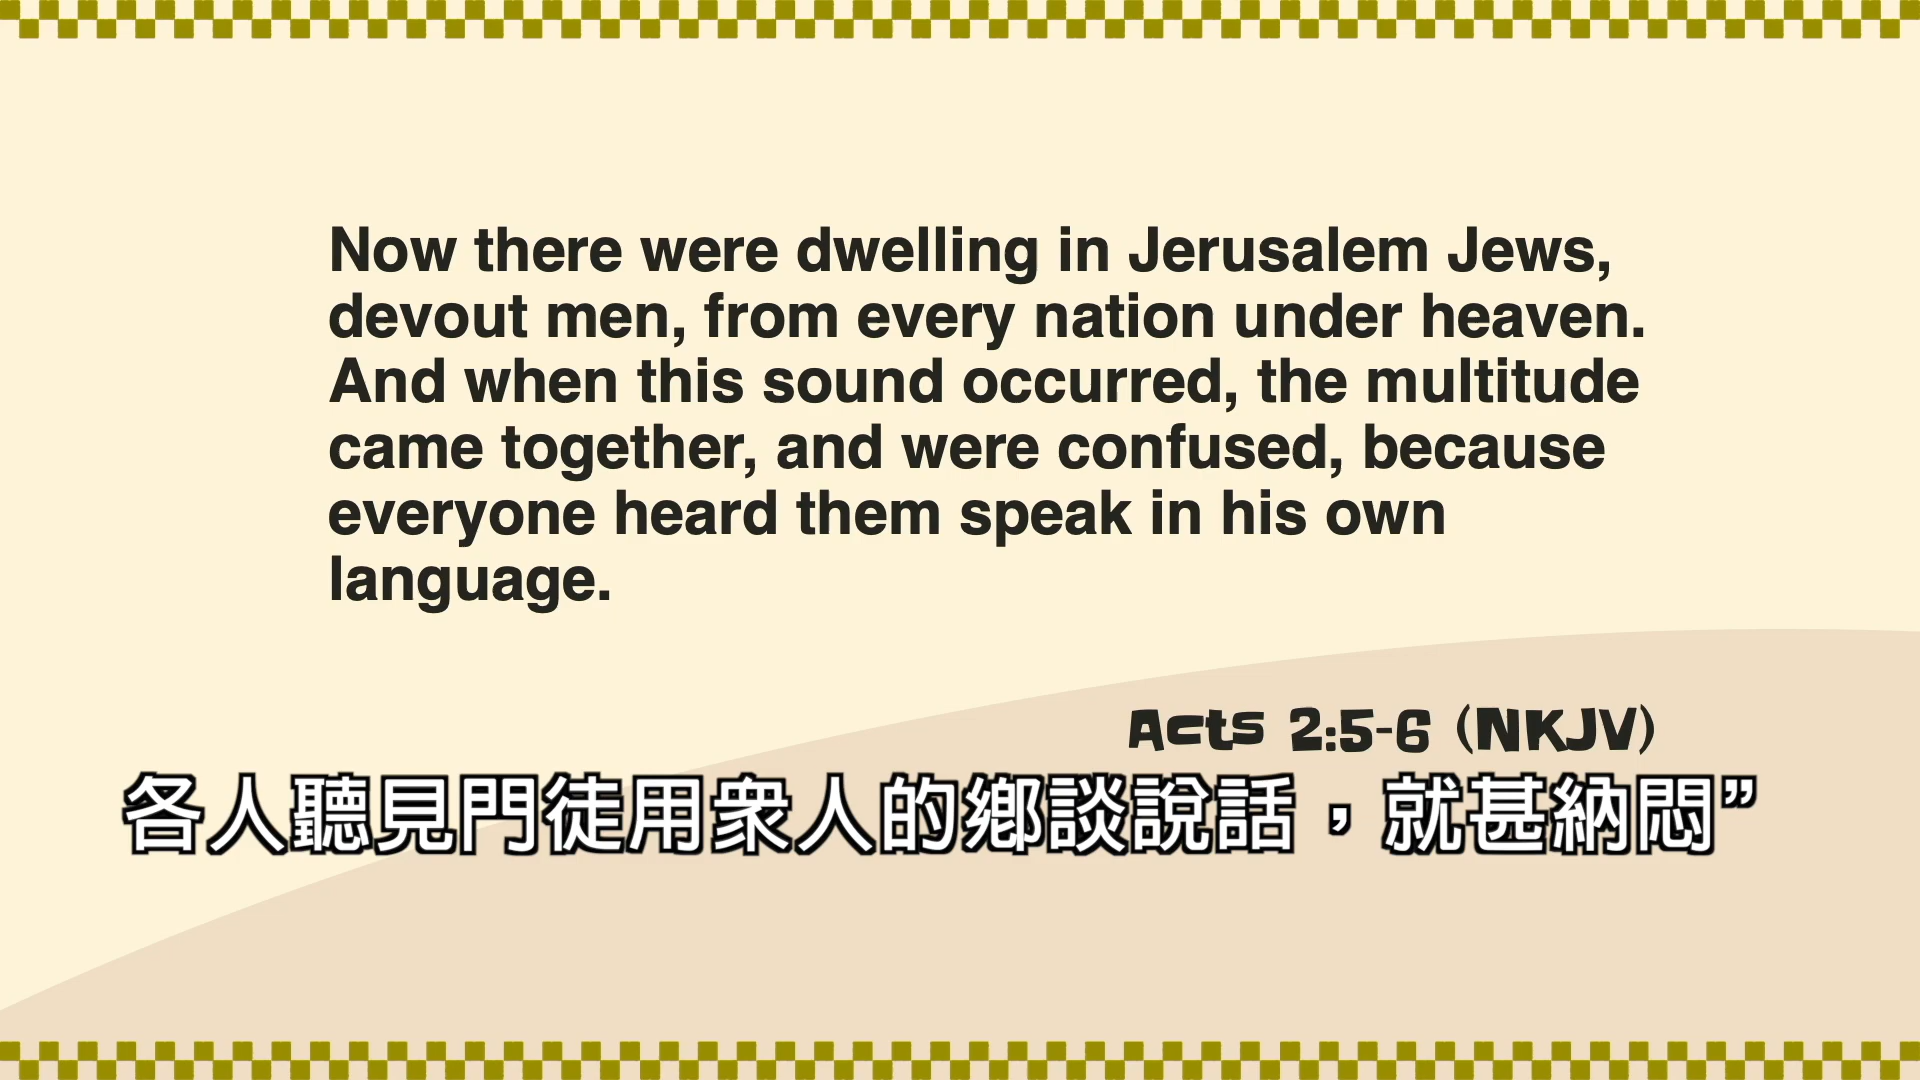 Now there were dwelling in Jerusalem Jews,
devout men, from every nation under heaven.
And when this sound occurred, the multitude
came together, and were confused, because
everyone heard them speak in his own
language.
Acts 2:5-6 (NKJV)
各人聽見門徒用衆人的鄉談說話，就甚納悶”